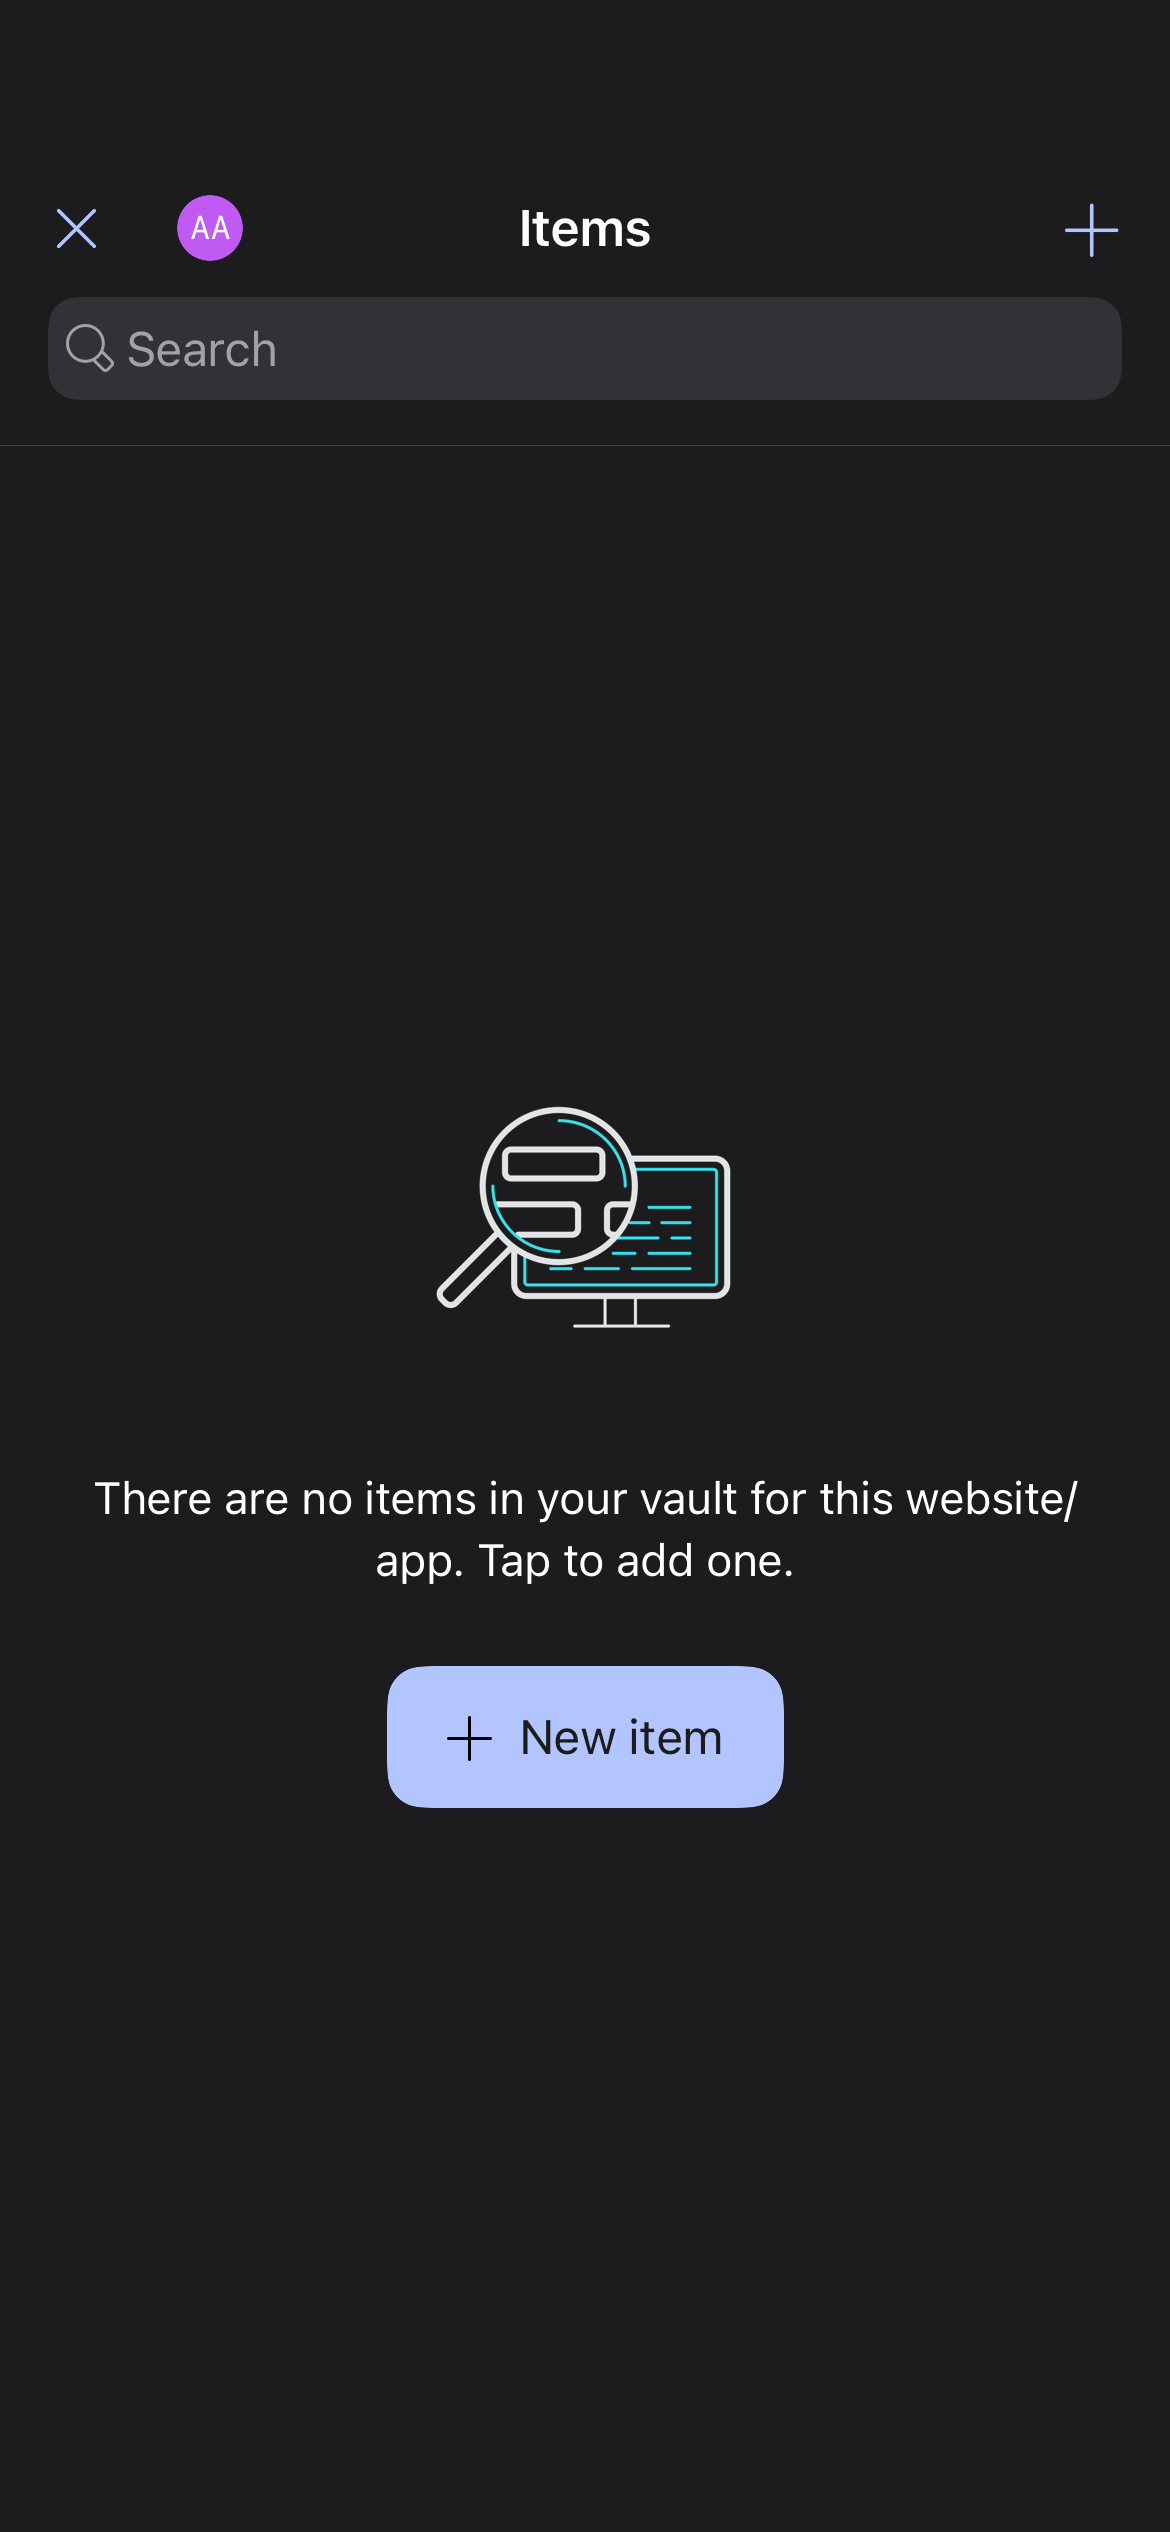 AA
Items
Search
There are no items in your vault for this website/
app. Tap to add one.
New item